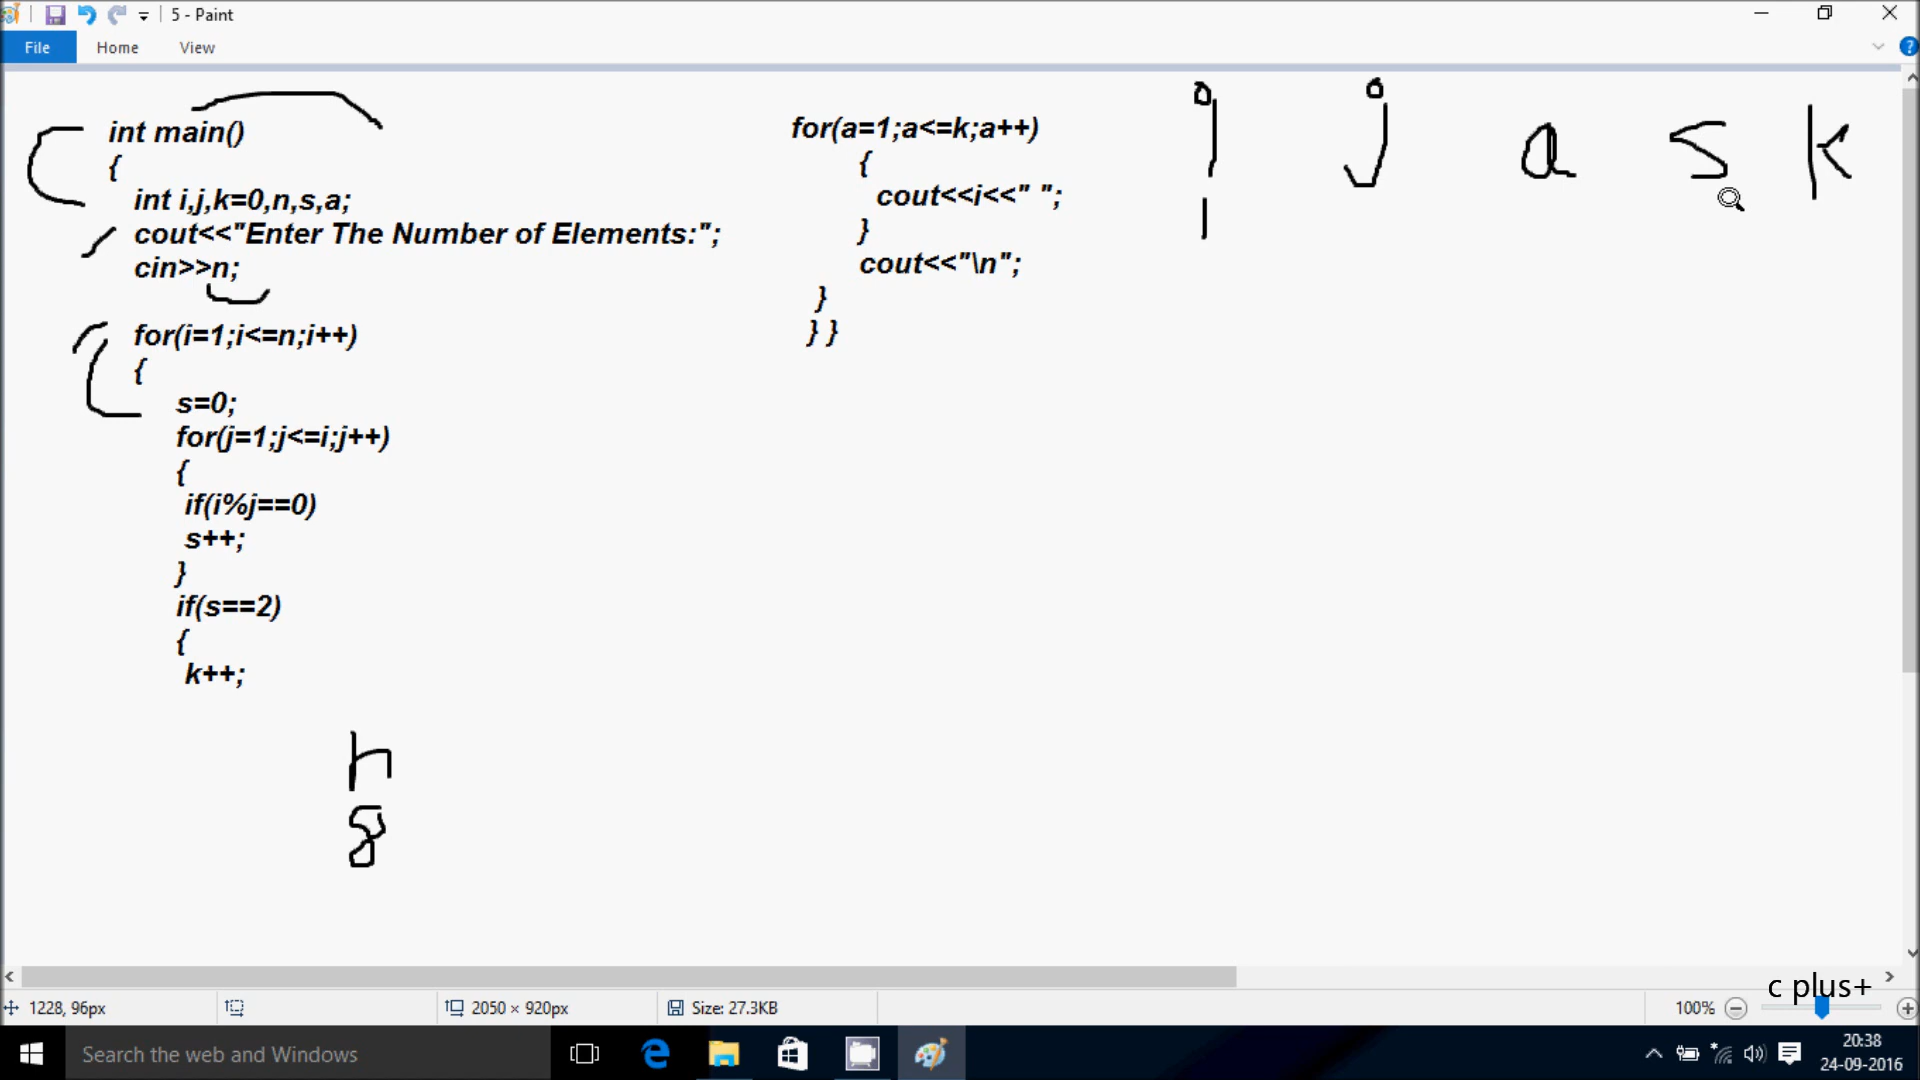 5 - Paint
File Home View
int main()
{
int i,j,k=0,n,s,a;
cout<<"Enter The Number of Elements:";
cin>>n;
for(i=1;i<=n;i++)
{
s=0;
for(j=1;j<=i;j++)
{
if(i%j==0)
s++;
}
if(s==2)
{
k++;
for(a=1;a<=k;a++)
{
cout<<i<<" ";
}
cout<<"\n";
}
} }
i j a s k
1
n
8
c plus+
1228, 96px 2050 × 920px Size: 27.3KB 100%
Search the web and Windows
20:38
24-09-2016